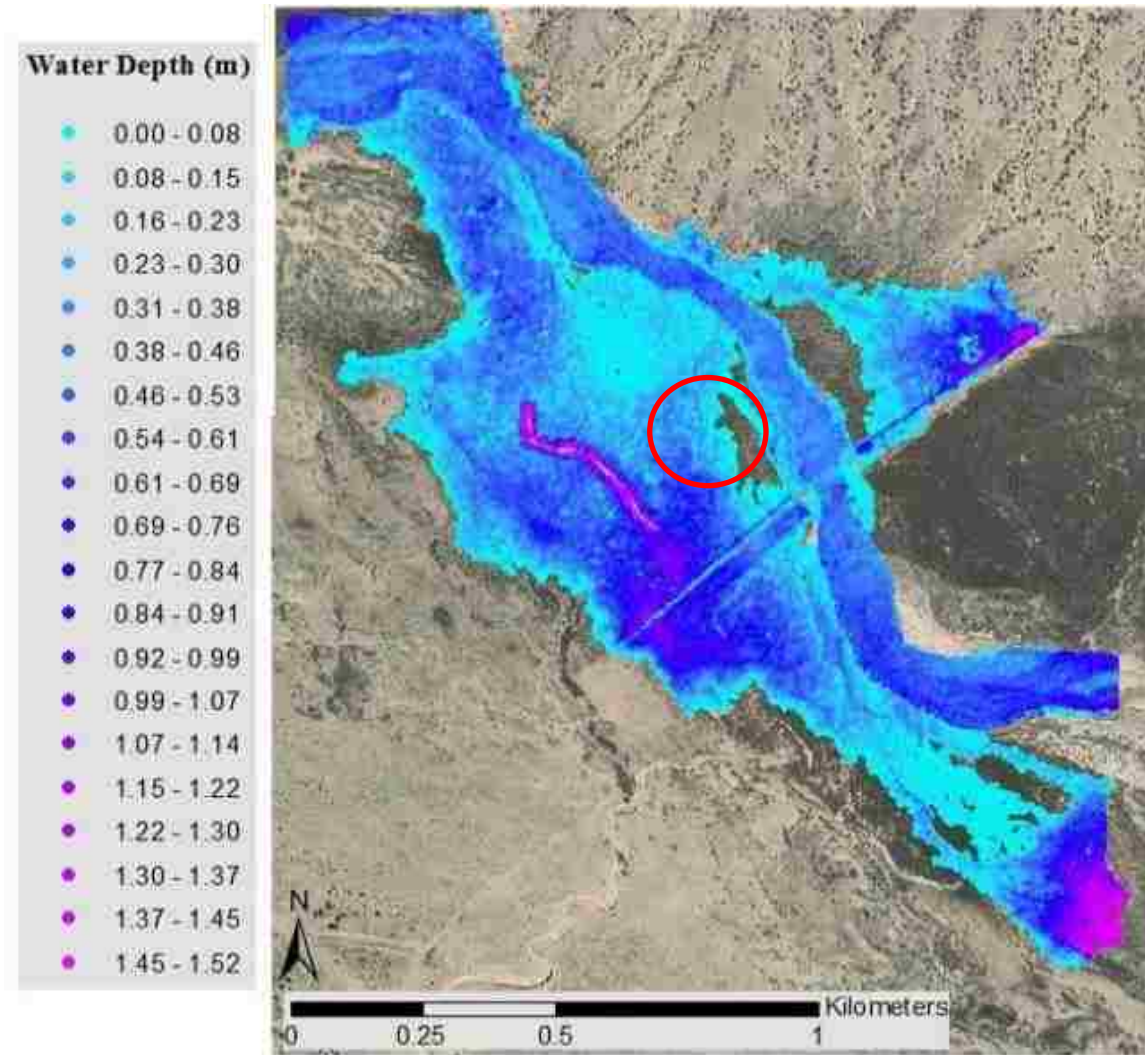 Water Depth (m)
0.00 - 0.08
0.08 - 0.15
0.16 - 0.23
0.23 - 0.30
0.31 - 0.38
0.38 - 0.46
0.46 - 0.53
0.54 - 0.61
0.61 - 0.69
0.69 - 0.76
0.77 - 0.84
0.84 - 0.91
0.92 - 0.99
0.99 - 1.07
1.07 - 1.14
1.15 - 1.22
1.22 - 1.30
1.30 - 1.37
1.37 - 1.45
1.45 - 1.52
N
Kilometers
0 0.25 0.5 1